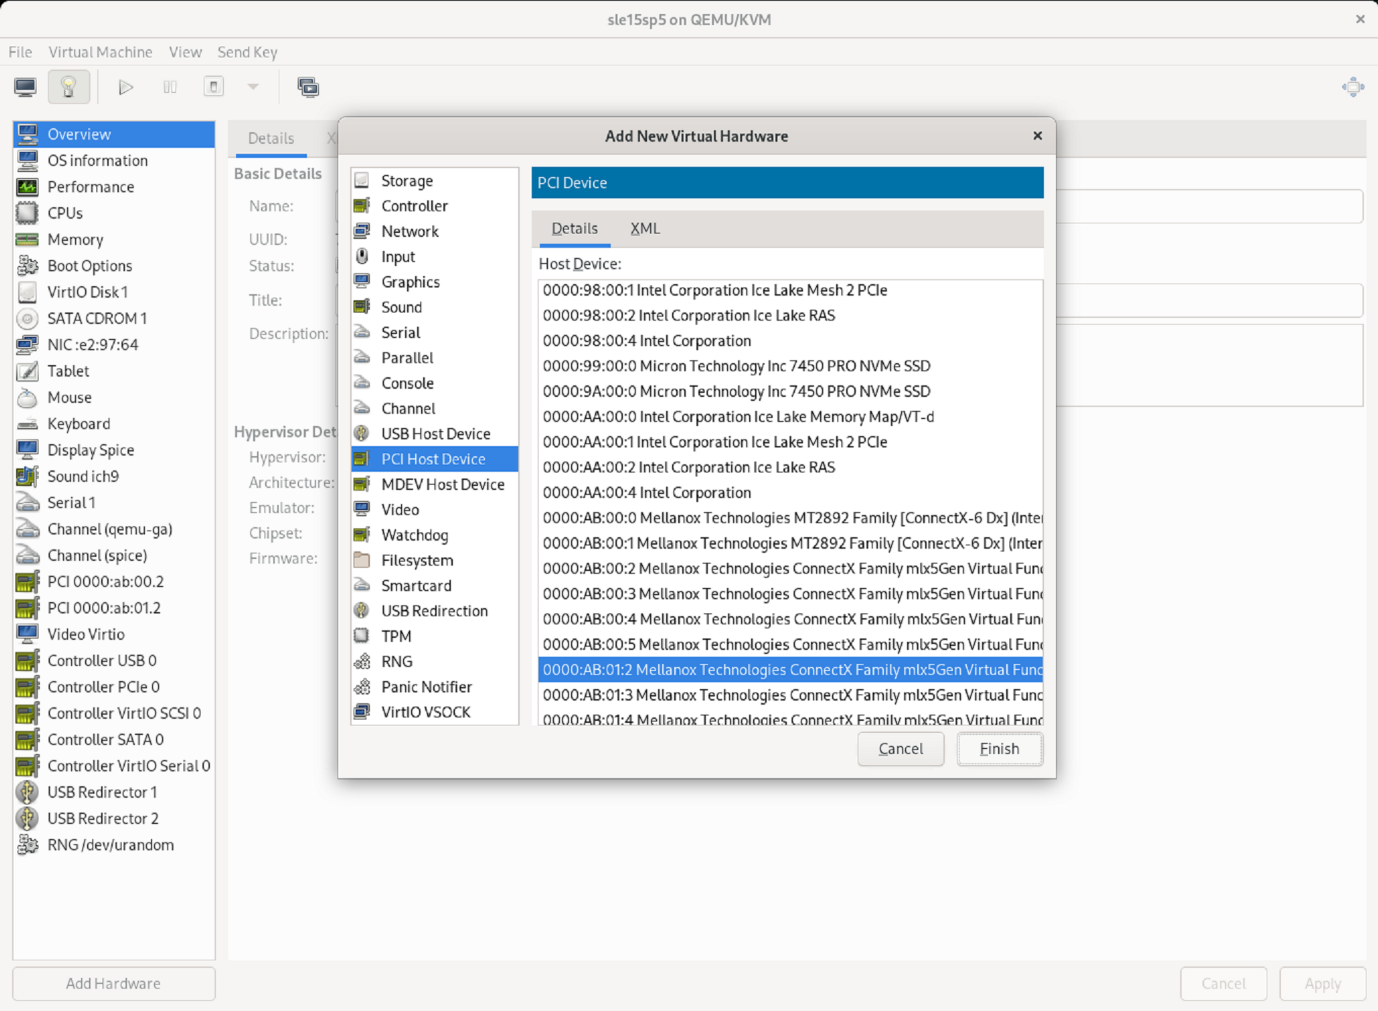 sle15sp5 on QEMU/KVM
File Virtual Machine View Send Key
Overview
OS information
Performance
CPUs
Memory
Boot Options
VirtIO Disk 1
SATA CDROM 1
NIC :e2:97:64
Tablet
Mouse
Keyboard
Display Spice
Sound ich9
Serial 1
Channel (qemu-ga)
Channel (spice)
PCI 0000:ab:00.2
PCI 0000:ab:01.2
Video Virtio
Controller USB 0
Controller PCIe 0
Controller VirtIO SCSI 0
Controller SATA 0
Controller VirtIO Serial 0
USB Redirector 1
USB Redirector 2
RNG /dev/urandom
Add Hardware
Details
Basic Details
Name:
UUID:
Status:
Title:
Description:
Hypervisor Det
Hypervisor:
Architecture:
Emulator:
Chipset:
Firmware:
Add New Virtual Hardware
Storage
Controller
Network
Input
Graphics
Sound
Serial
Parallel
Console
Channel
USB Host Device
PCI Host Device
MDEV Host Device
Video
Watchdog
Filesystem
Smartcard
USB Redirection
TPM
RNG
Panic Notifier
VirtIO VSOCK
PCI Device
Details XML
Host Device:
0000:98:00:1 Intel Corporation Ice Lake Mesh 2 PCIe
0000:98:00:2 Intel Corporation Ice Lake RAS
0000:98:00:4 Intel Corporation
0000:99:00:0 Micron Technology Inc 7450 PRO NVMe SSD
0000:9A:00:0 Micron Technology Inc 7450 PRO NVMe SSD
0000:AA:00:0 Intel Corporation Ice Lake Memory Map/VT-d
0000:AA:00:1 Intel Corporation Ice Lake Mesh 2 PCIe
0000:AA:00:2 Intel Corporation Ice Lake RAS
0000:AA:00:4 Intel Corporation
0000:AB:00:0 Mellanox Technologies MT2892 Family [ConnectX-6 Dx] (Inter
0000:AB:00:1 Mellanox Technologies MT2892 Family [ConnectX-6 Dx] (Inter
0000:AB:00:2 Mellanox Technologies ConnectX Family mlx5Gen Virtual Func
0000:AB:00:3 Mellanox Technologies ConnectX Family mlx5Gen Virtual Func
0000:AB:00:4 Mellanox Technologies ConnectX Family mlx5Gen Virtual Func
0000:AB:00:5 Mellanox Technologies ConnectX Family mlx5Gen Virtual Func
0000:AB:01:2 Mellanox Technologies ConnectX Family mlx5Gen Virtual Func
0000:AB:01:3 Mellanox Technologies ConnectX Family mlx5Gen Virtual Func
0000:AB:01:4 Mellanox Technologies ConnectX Family mlx5Gen Virtual Func
Cancel Finish
Cancel Apply